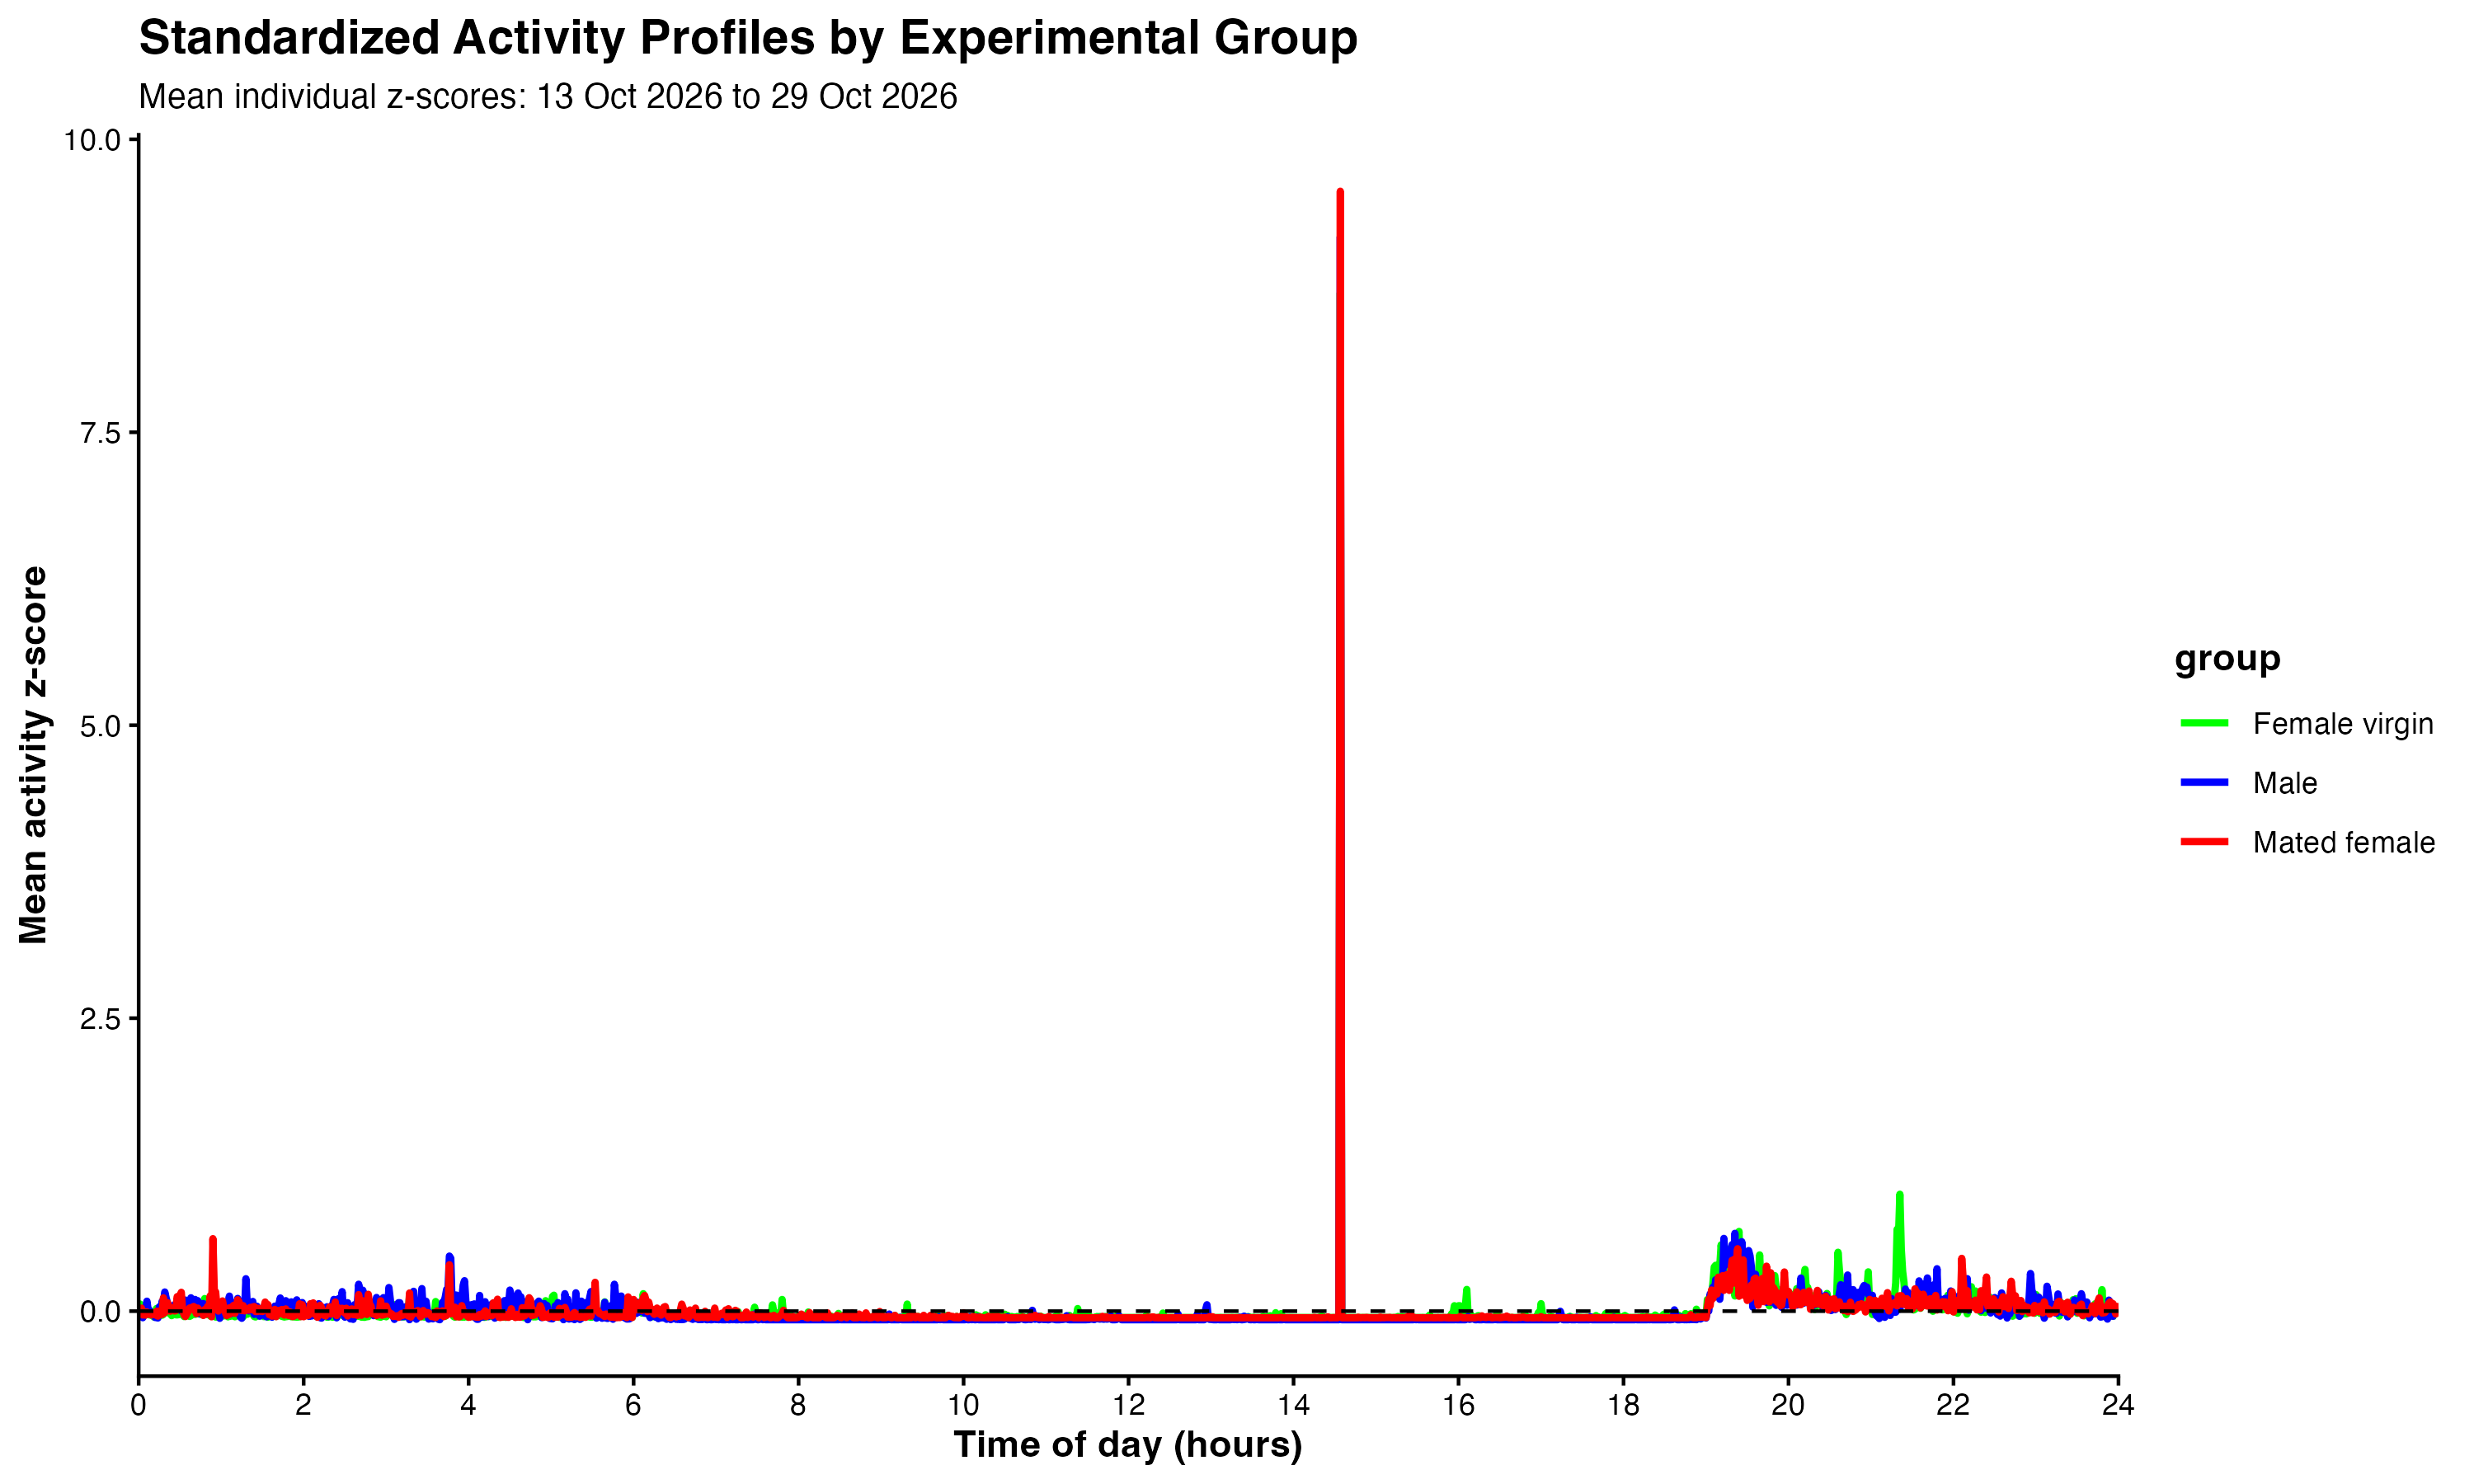 Standardized Activity Profiles by Experimental Group
Mean individual z-scores: 13 Oct 2026 to 29 Oct 2026
Mean activity z-score
10.0
7.5
5.0
2.5
0.0
0 2 4 6 8 10 12 14 16 18 20 22 24
Time of day (hours)
group
Female virgin
Male
Mated female